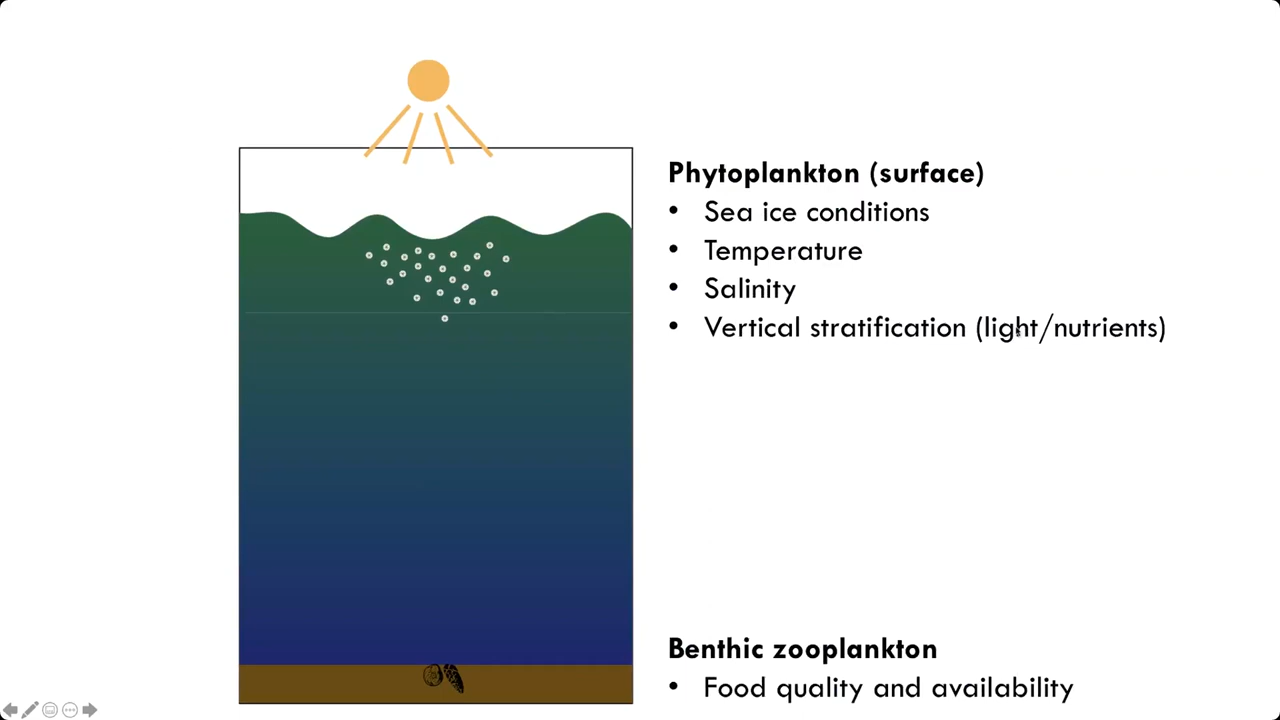 Phytoplankton (surface)
• Sea ice conditions
• Temperature
• Salinity
• Vertical stratification (light/nutrients)
Benthic zooplankton
• Food quality and availability